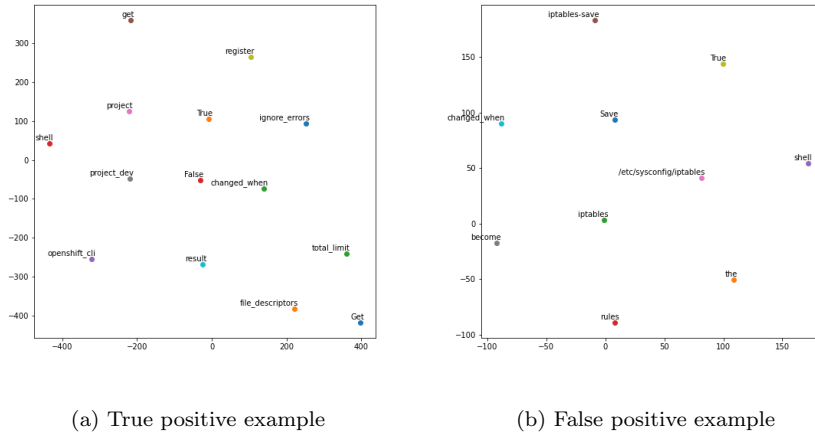 get
register
project
True
ignore_errors
shell
project_dev
False
changed_when
openshift_cli
result
total_limit
file_descriptors
Get
300
200
100
0
−100
−200
−300
−400
−400
−200
0
200
400
(a) True positive example
iptables-save
True
changed_when
Save
shell
/etc/sysconfig/iptables
iptables
become
the
rules
150
100
50
0
−50
−100
−100
−50
0
50
100
150
(b) False positive example